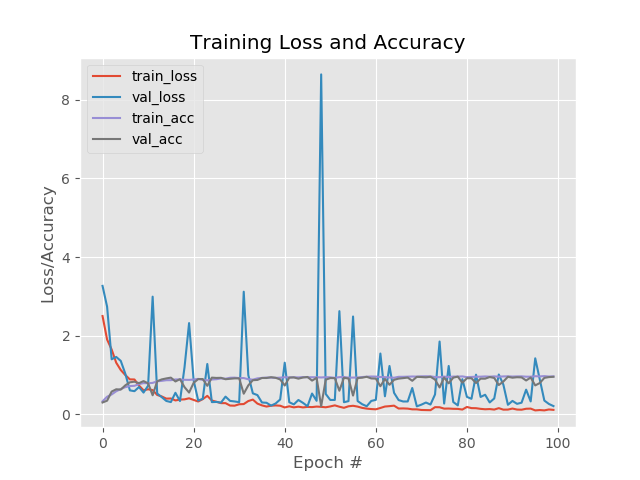 Training Loss and Accuracy
train_loss
val_loss
train_acc
val_acc
Loss/Accuracy
8
6
4
2
0
0 20 40 60 80 100
Epoch #